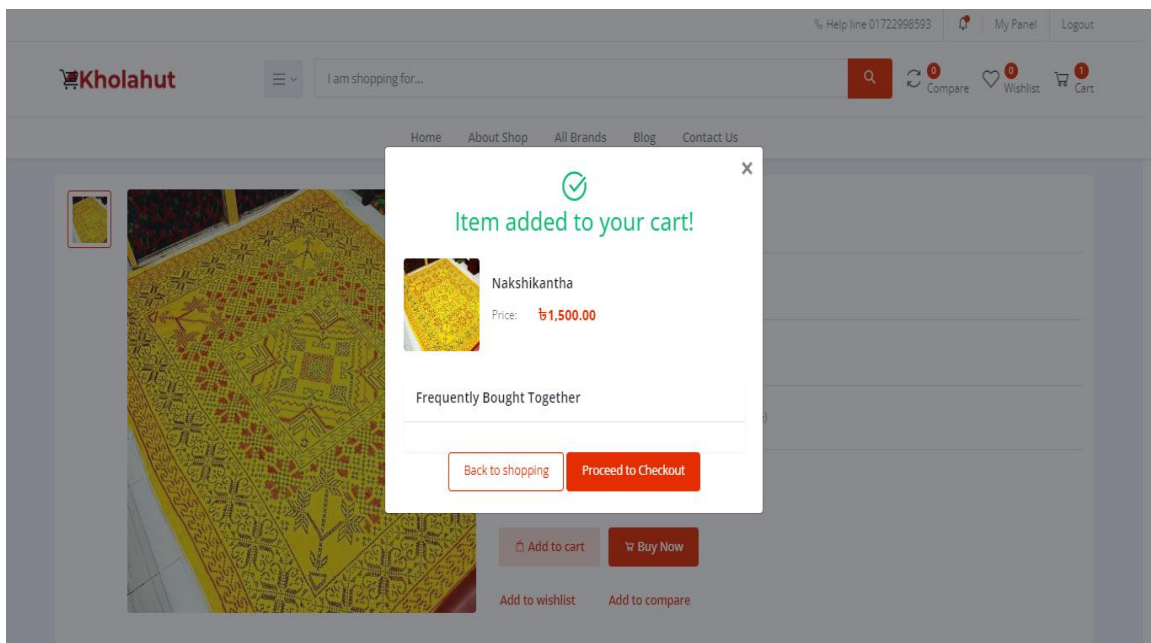 Help line 01722998593 My Panel Logout
Kholahut
I am shopping for...
0
Compare
0
Wishlist
1
Cart
Home About Shop All Brands Blog Contact Us
×
Item added to your cart!
Nakshikantha
Price: ৳1,500.00
Frequently Bought Together
Back to shopping Proceed to Checkout
Add to cart Buy Now
Add to wishlist Add to compare